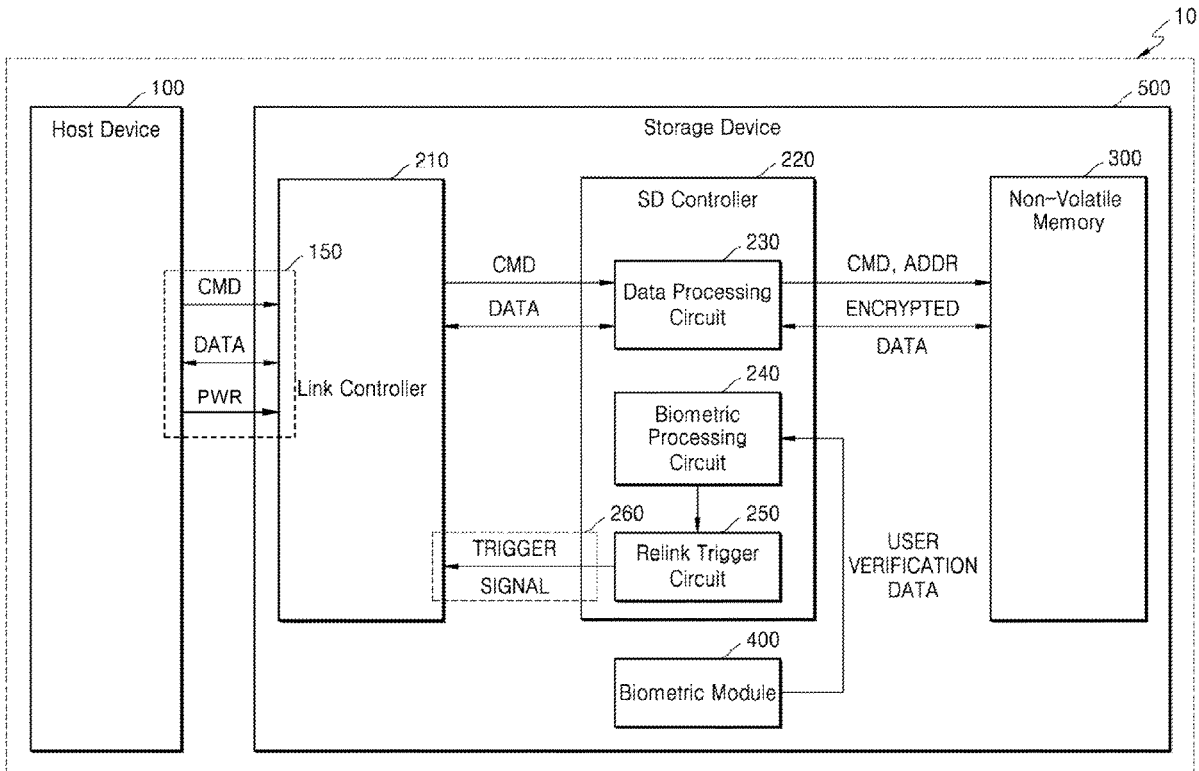 10
100
Host Device
500
Storage Device
210
Link Controller
220
SD Controller
300
Non-Volatile
Memory
150
CMD
DATA
PWR
CMD
DATA
230
Data Processing
Circuit
CMD, ADDR
ENCRYPTED
DATA
240
Biometric
Processing
Circuit
260
TRIGGER
SIGNAL
250
Relink Trigger
Circuit
USER
VERIFICATION
DATA
400
Biometric Module